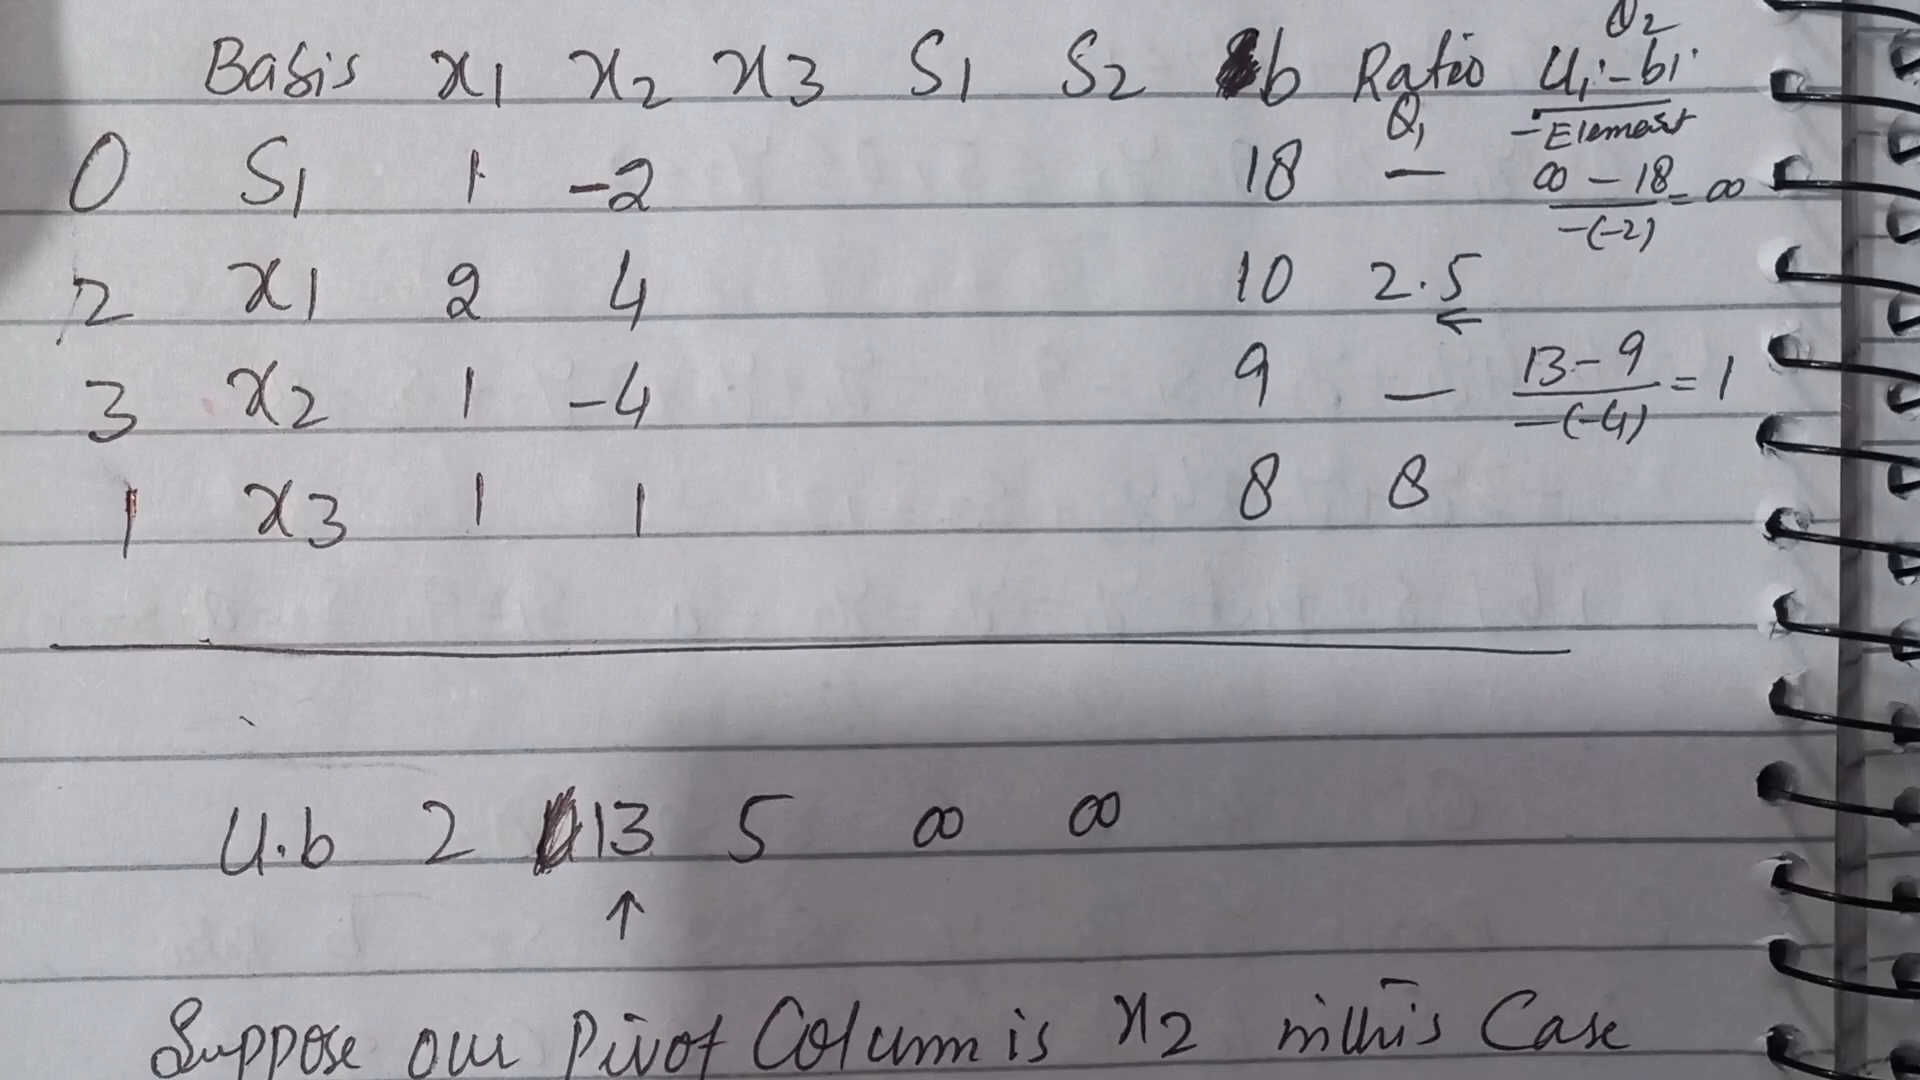 Basis x1 x2 x3 S1 S2 b Ratio θ1 θ2 Ui - bi / -Element
0 S1 1 -2 18 — ∞ - 18 / -(-2) = ∞
2 x1 2 4 10 2.5 ←
3 x2 1 -4 9 — 13 - 9 / -(-4) = 1
1 x3 1 1 8 8
U.b 2 13 5 ∞ ∞
↑
Suppose our Pivot Column is x2 in this Case